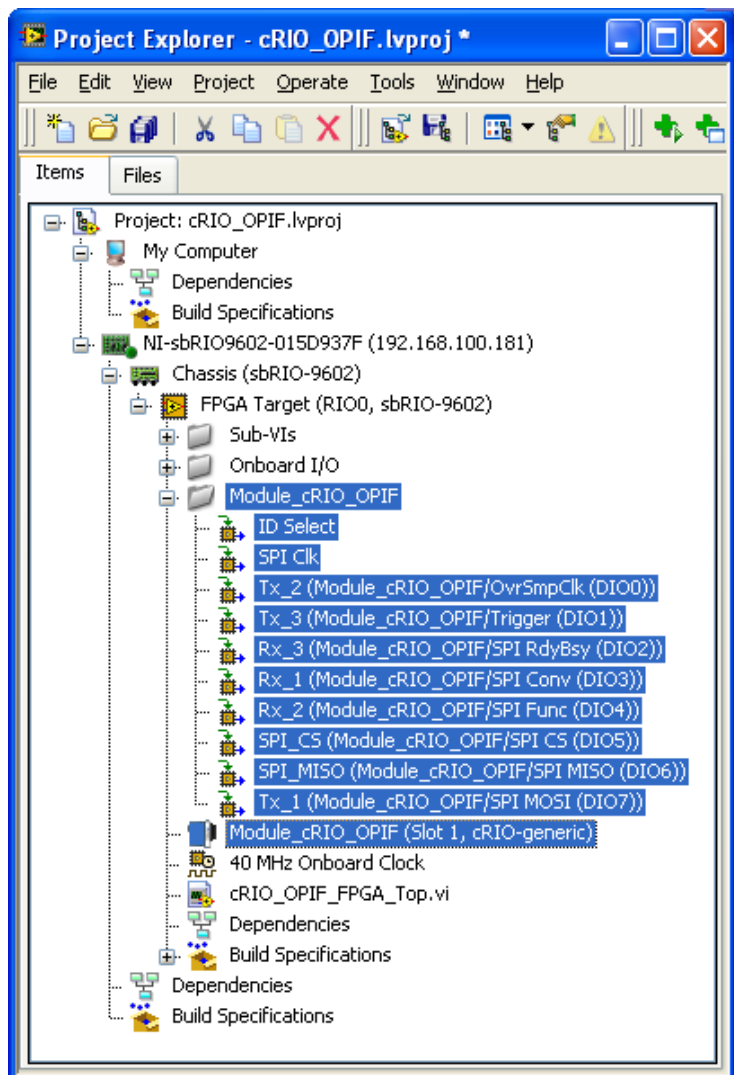 Project Explorer - cRIO_OPIF.lvproj *
File Edit View Project Operate Tools Window Help
Items Files
Project: cRIO_OPIF.lvproj
My Computer
Dependencies
Build Specifications
NI-sbRIO9602-015D937F (192.168.100.181)
Chassis (sbRIO-9602)
FPGA Target (RIO0, sbRIO-9602)
Sub-VIs
Onboard I/O
Module_cRIO_OPIF
ID Select
SPI Clk
Tx_2 (Module_cRIO_OPIF/OvrSmpClk (DIO0))
Tx_3 (Module_cRIO_OPIF/Trigger (DIO1))
Rx_3 (Module_cRIO_OPIF/SPI RdyBsy (DIO2))
Rx_1 (Module_cRIO_OPIF/SPI Conv (DIO3))
Rx_2 (Module_cRIO_OPIF/SPI Func (DIO4))
SPI_CS (Module_cRIO_OPIF/SPI CS (DIO5))
SPI_MISO (Module_cRIO_OPIF/SPI MISO (DIO6))
Tx_1 (Module_cRIO_OPIF/SPI MOSI (DIO7))
Module_cRIO_OPIF (Slot 1, cRIO-generic)
40 MHz Onboard Clock
cRIO_OPIF_FPGA_Top.vi
Dependencies
Build Specifications
Dependencies
Build Specifications